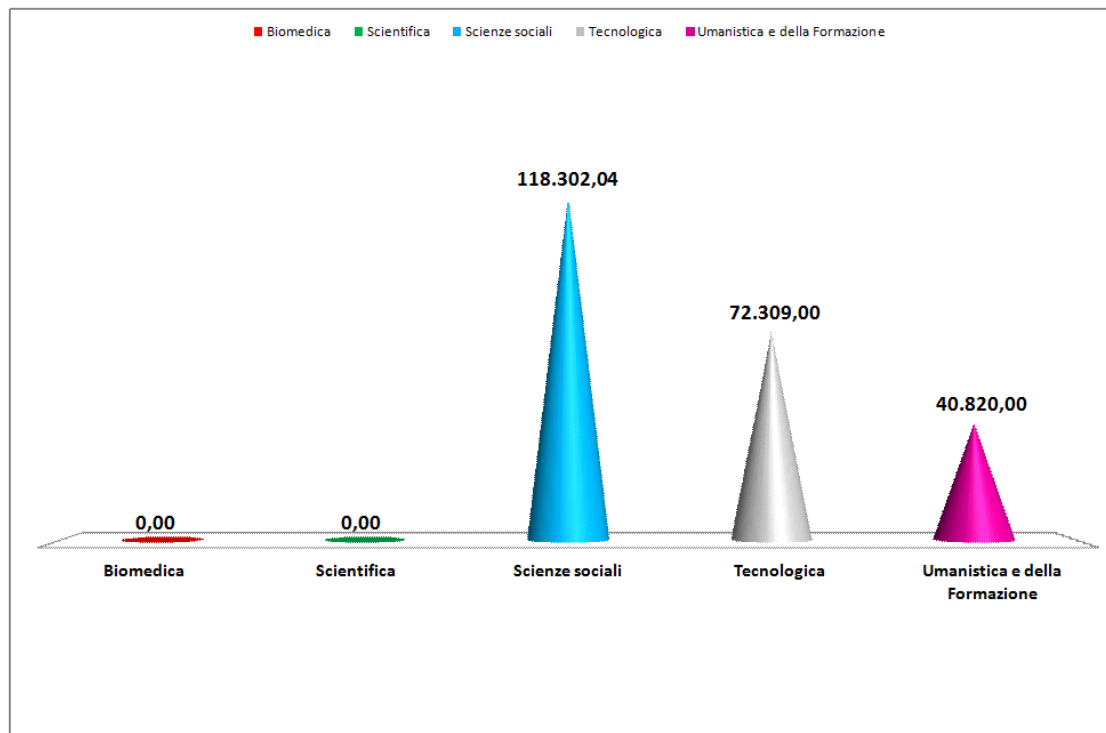 Biomedica Scientifica Scienze sociali Tecnologica Umanistica e della Formazione
118.302,04
72.309,00
40.820,00
0,00 0,00
Biomedica Scientifica Scienze sociali Tecnologica Umanistica e della
Formazione